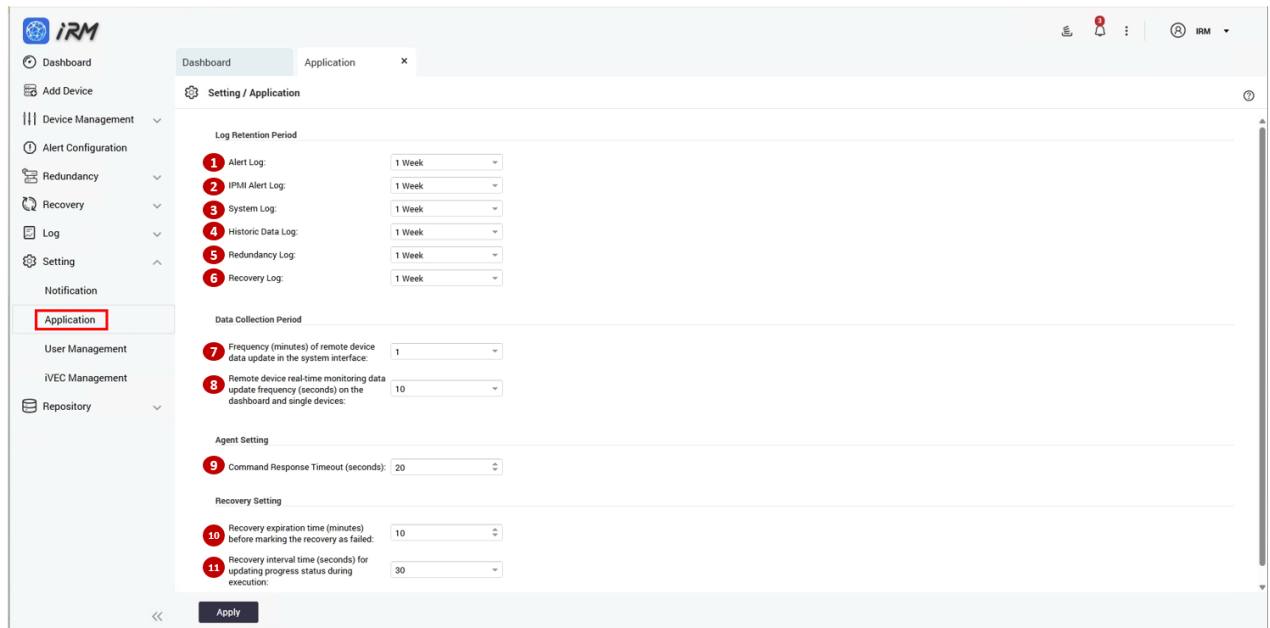 iRM
3
IRM
Dashboard
Add Device
Device Management
Alert Configuration
Redundancy
Recovery
Log
Setting
Notification
Application
User Management
iVEC Management
Repository
Dashboard
Application ×
Setting / Application
Log Retention Period
1 Alert Log: 1 Week
2 IPMI Alert Log: 1 Week
3 System Log: 1 Week
4 Historic Data Log: 1 Week
5 Redundancy Log: 1 Week
6 Recovery Log: 1 Week
Data Collection Period
7 Frequency (minutes) of remote device
data update in the system interface: 1
8 Remote device real-time monitoring data
update frequency (seconds) on the 10
dashboard and single devices:
Agent Setting
9 Command Response Timeout (seconds): 20
Recovery Setting
10 Recovery expiration time (minutes)
before marking the recovery as failed: 10
11 Recovery interval time (seconds) for
updating progress status during 30
execution:
Apply